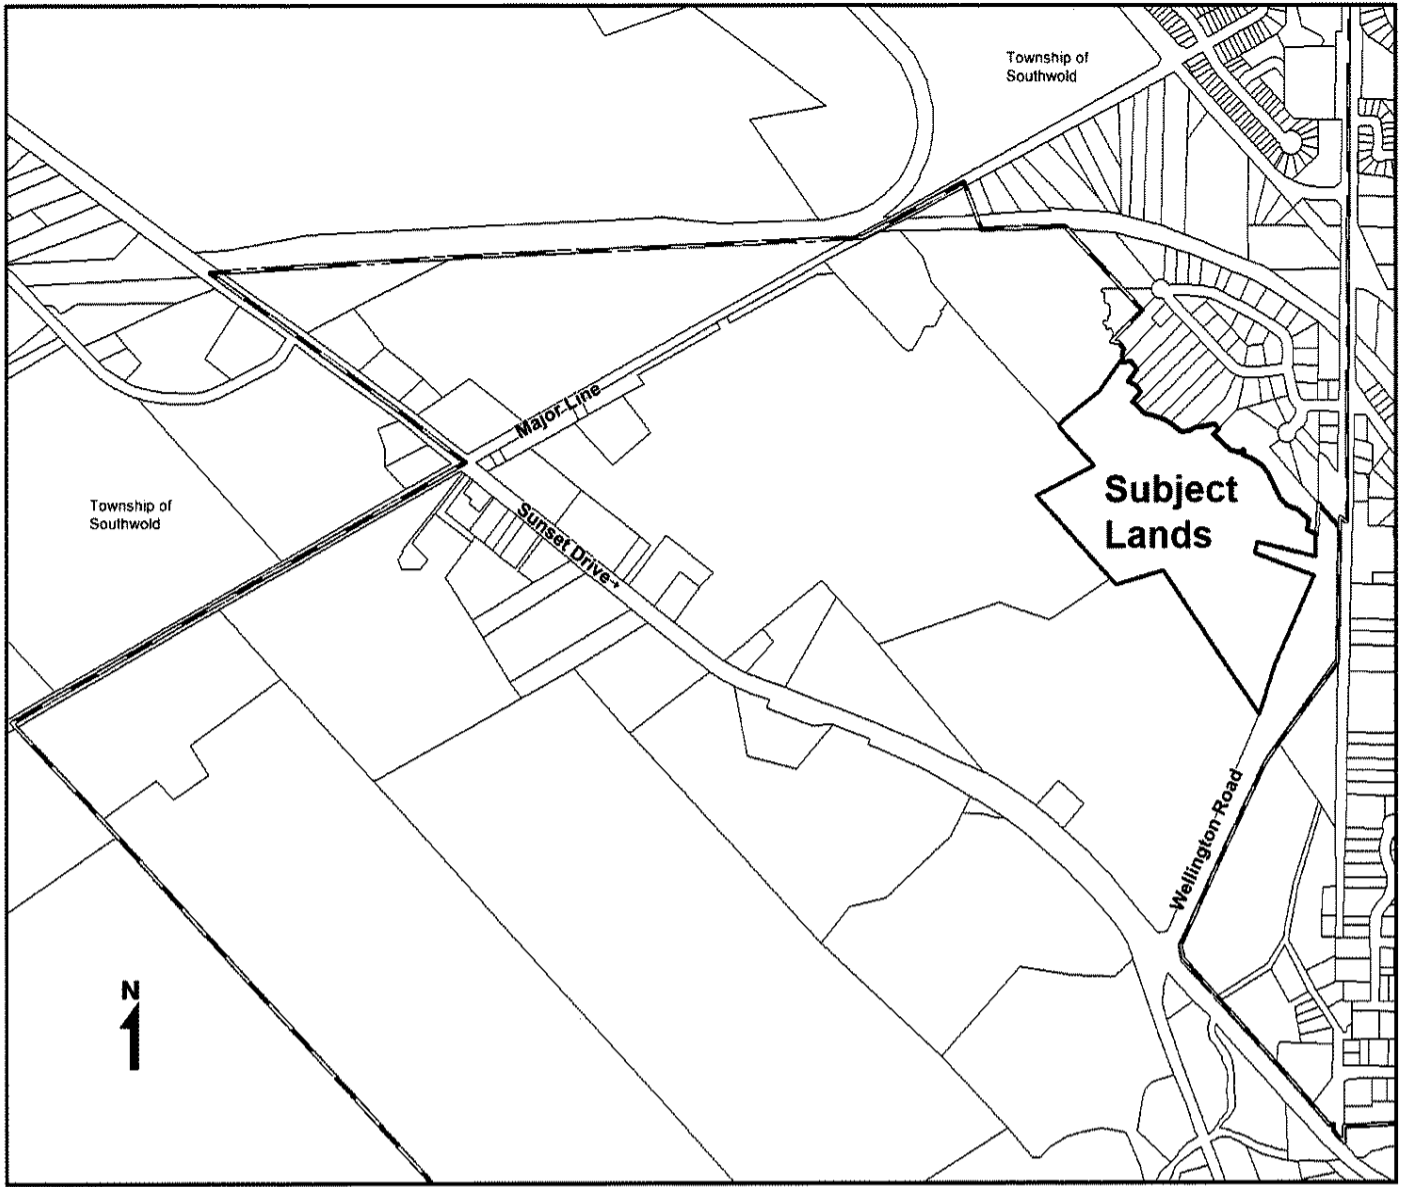 Township of
Southwold
Major Line
Township of
Southwold
Sunset Drive
Subject
Lands
Wellington Road
N